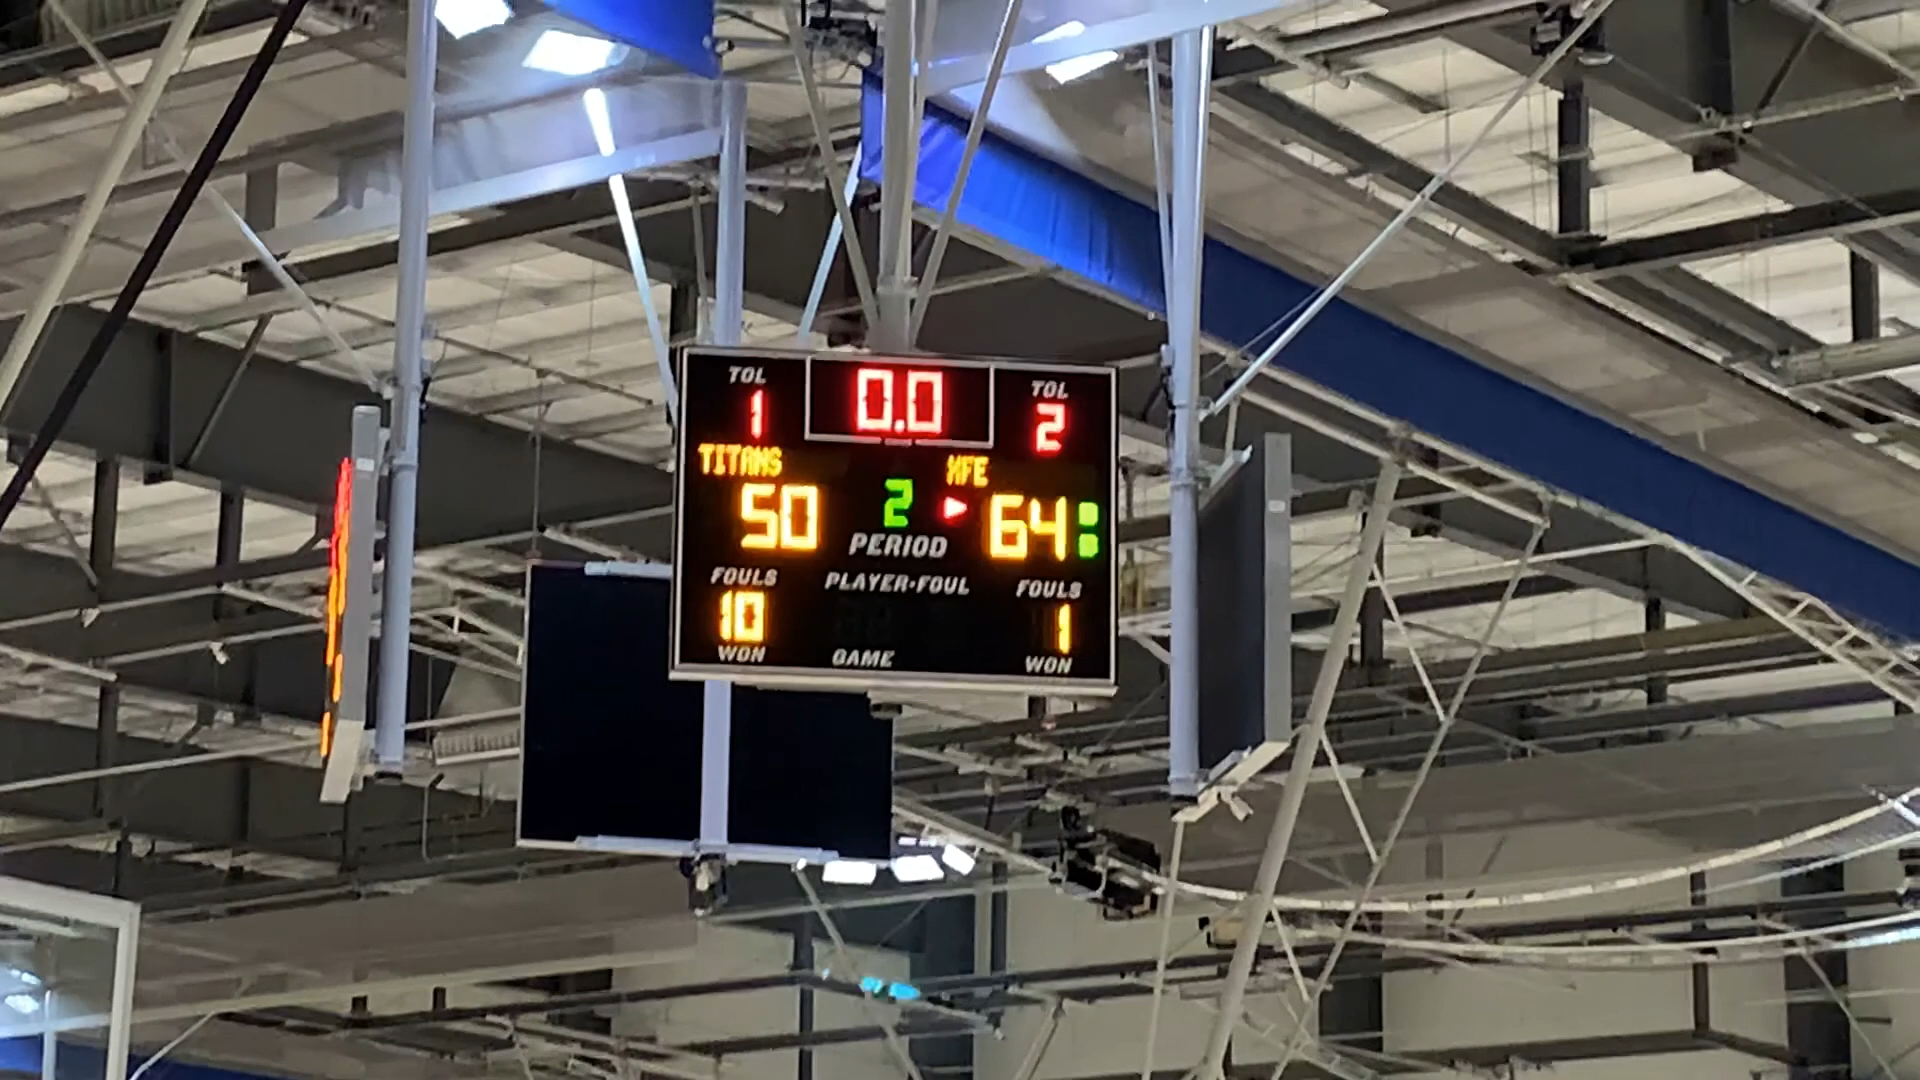 TOL 0.0 TOL
1 2
TITANS XFE
50 2 64
PERIOD
FOULS PLAYER•FOUL FOULS
10 1
WON GAME WON